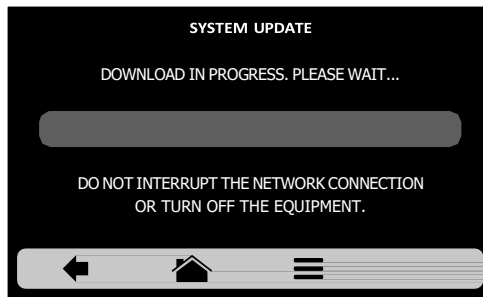 SYSTEM UPDATE
DOWNLOAD IN PROGRESS. PLEASE WAIT...
DO NOT INTERRUPT THE NETWORK CONNECTION
OR TURN OFF THE EQUIPMENT.